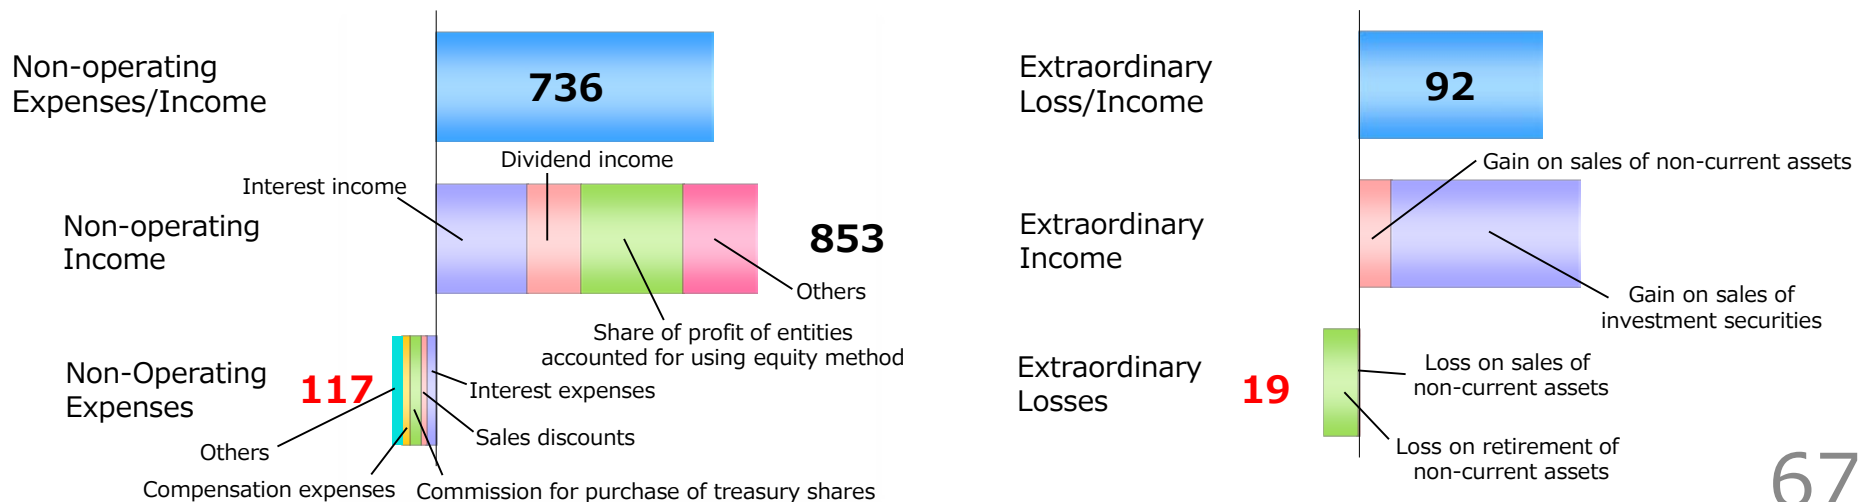 Non-operating
Expenses/Income
736
Interest income
Dividend income
Non-operating
Income
853
Others
Share of profit of entities
accounted for using equity method
Non-Operating
Expenses
117
Interest expenses
Sales discounts
Others
Compensation expenses
Commission for purchase of treasury shares
Extraordinary
Loss/Income
92
Gain on sales of non-current assets
Extraordinary
Income
Gain on sales of
investment securities
Extraordinary
Losses
19
Loss on sales of
non-current assets
Loss on retirement of
non-current assets
67